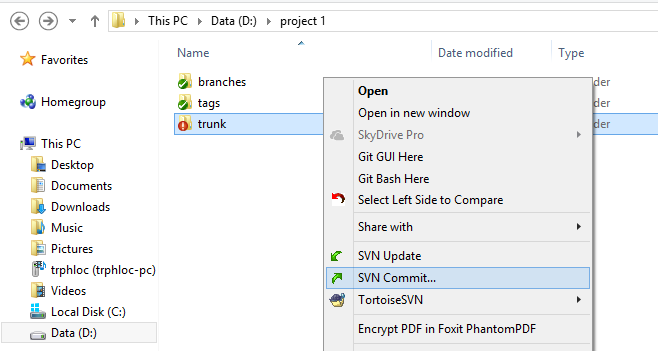 This PC
Data (D:)
project 1
Name
Date modified
Type
Favorites
Homegroup
This PC
Desktop
Documents
Downloads
Music
Pictures
trphloc (trphloc-pc)
Videos
Local Disk (C:)
Data (D:)
branches
tags
trunk
der
der
der
Open
Open in new window
SkyDrive Pro
Git GUI Here
Git Bash Here
Select Left Side to Compare
Share with
SVN Update
SVN Commit...
TortoiseSVN
Encrypt PDF in Foxit PhantomPDF